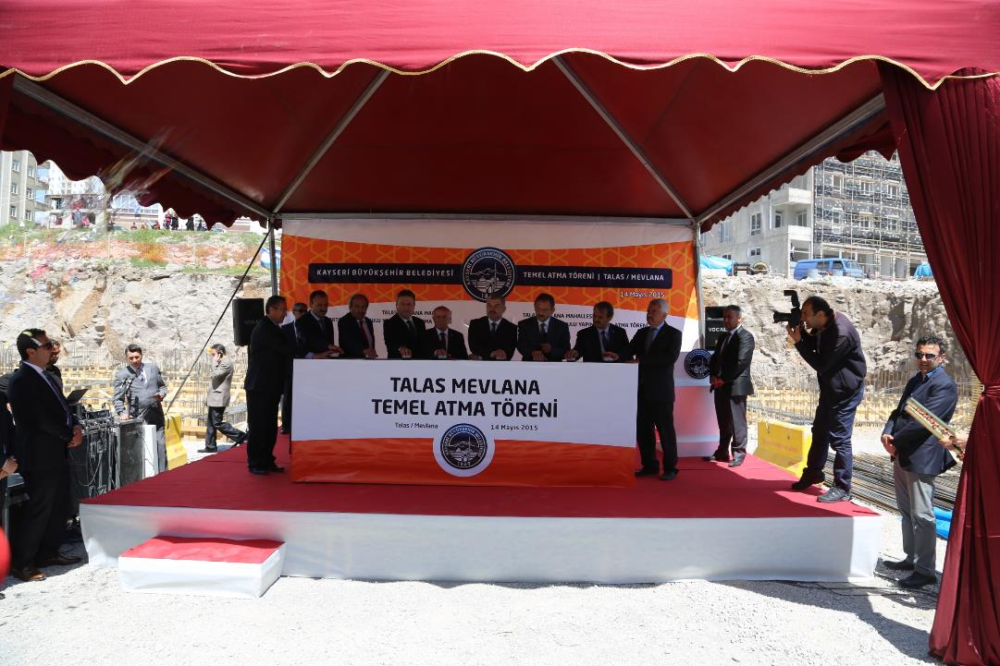 KAYSERİ BÜYÜKŞEHİR BELEDİYESİ
TEMEL ATMA TÖRENİ | TALAS / MEVLANA
14 Mayıs 2015
VOCAL
TALAS MEVLANA
TEMEL ATMA TÖRENİ
Talas / Mevlana
14 Mayıs 2015